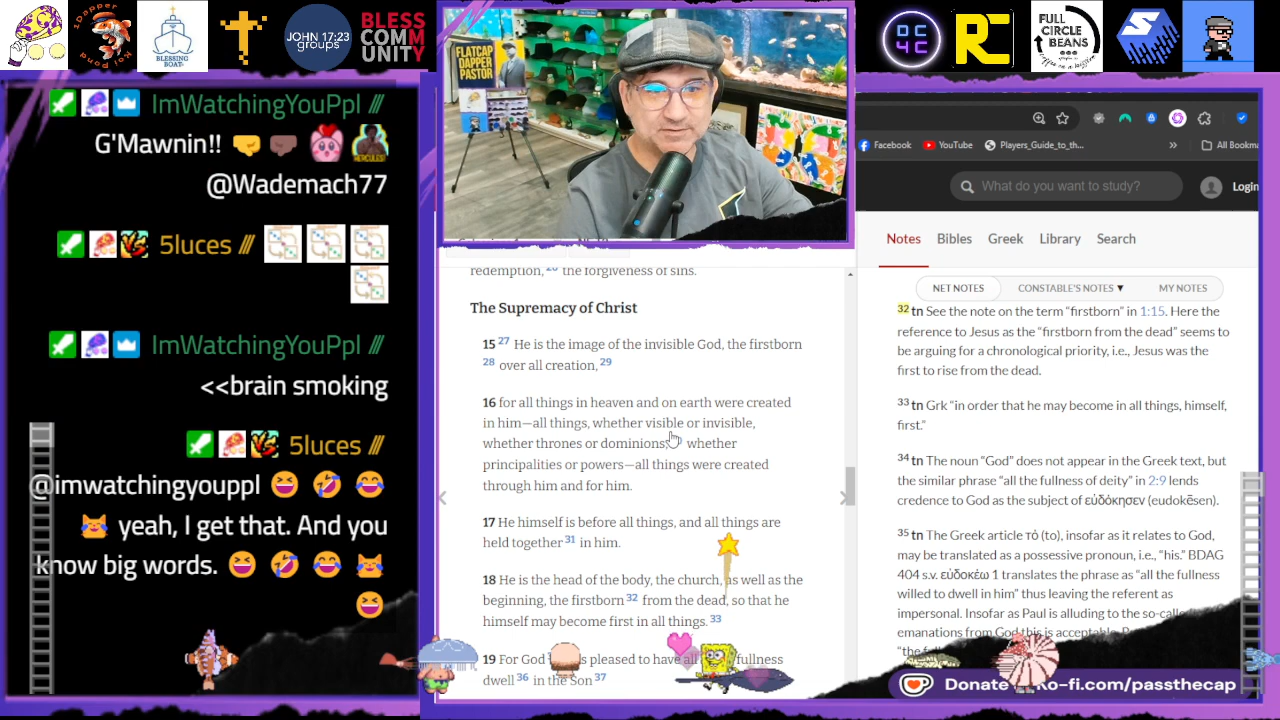 BLESSING BOAT
JOHN 17:23
groups
BLESS
COMM
UNITY
FULL
CIRCLE
BEANS
ImWatchingYouPpl ///
G'Mawnin!!
@Wademach77
5luces ///
ImWatchingYouPpl ///
<<brain smoking
5luces ///
@imwatchingyouppl 😆 🤣 😂
😹 yeah, I get that. And you
know big words. 😆 🤣 😂 😹
😆
FLATCAP
DAPPER
PASTOR
redemption, the forgiveness of sins.
The Supremacy of Christ
15 27 He is the image of the invisible God, the firstborn
28 over all creation, 29
16 for all things in heaven and on earth were created
in him—all things, whether visible or invisible,
whether thrones or dominions, whether
principalities or powers—all things were created
through him and for him.
17 He himself is before all things, and all things are
held together 31 in him.
18 He is the head of the body, the church, as well as the
beginning, the firstborn 32 from the dead, so that he
himself may become first in all things. 33
19 For God pleased to have all fullness
dwell 36 in the Son 37
Facebook YouTube Players_Guide_to_th... » All Bookma
What do you want to study? Login
Notes Bibles Greek Library Search
NET NOTES CONSTABLE'S NOTES ▼ MY NOTES
32 tn See the note on the term “firstborn” in 1:15. Here the
reference to Jesus as the “firstborn from the dead” seems to
be arguing for a chronological priority, i.e., Jesus was the
first to rise from the dead.
33 tn Grk “in order that he may become in all things, himself,
first.”
34 tn The noun “God” does not appear in the Greek text, but
the similar phrase “all the fullness of deity” in 2:9 lends
credence to God as the subject of εὐδόκησεν (eudokēsen).
35 tn The Greek article τό (to), insofar as it relates to God,
may be translated as a possessive pronoun, i.e., “his.” BDAG
404 s.v. εὐδοκέω 1 translates the phrase as “all the fullness
willed to dwell in him” thus leaving the referent as
impersonal. Insofar as Paul is alluding to the so-called
emanations from God this is acceptable.
“the
Donate Ko-fi.com/passthecap